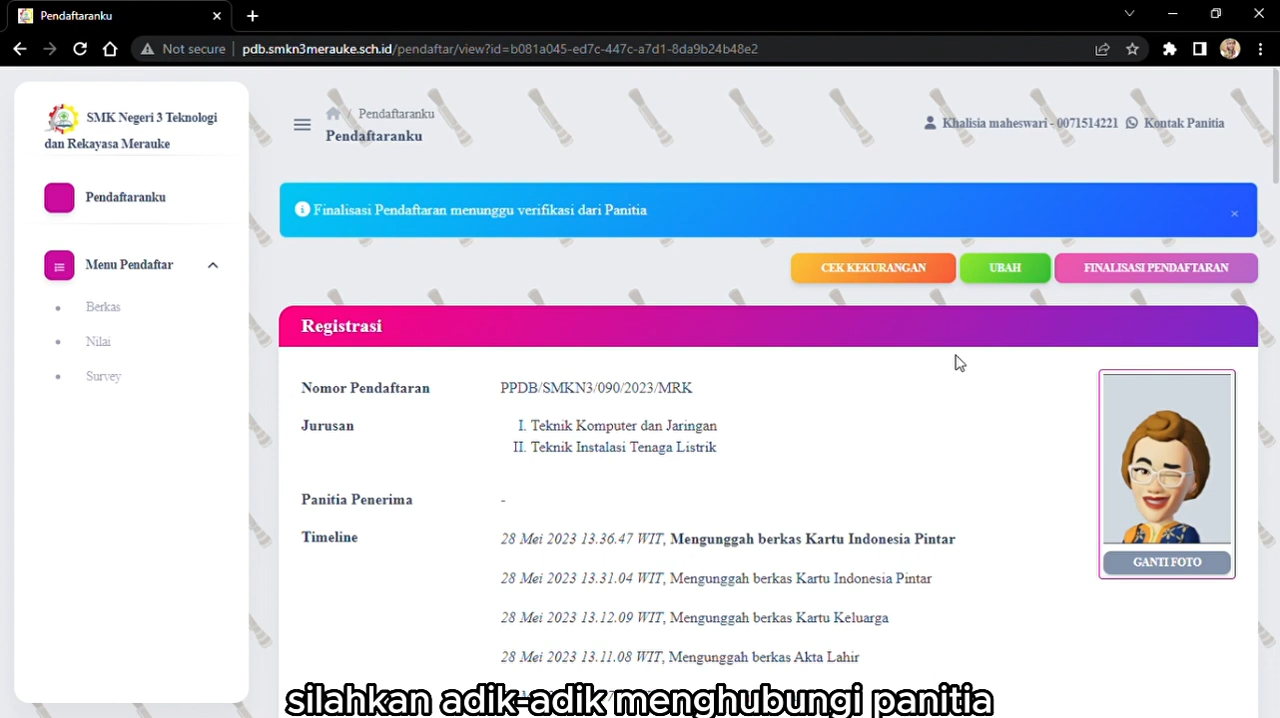 Pendaftaranku
Not secure
pdb.smkn3merauke.sch.id/pendaftar/view?id=b081a045-ed7c-447c-a7d1-8da9b24b48e2
SMK Negeri 3 Teknologi
dan Rekayasa Merauke
Pendaftaranku
Menu Pendaftar
Berkas
Nilai
Survey
/ Pendaftaranku
Pendaftaranku
Khalisia maheswari - 0071514221 Kontak Panitia
Finalisasi Pendaftaran menunggu verifikasi dari Panitia
CEK KEKURANGAN UBAH FINALISASI PENDAFTARAN
Registrasi
Nomor Pendaftaran PPDB/SMKN3/090/2023/MRK
Jurusan I. Teknik Komputer dan Jaringan
II. Teknik Instalasi Tenaga Listrik
Panitia Penerima -
Timeline 28 Mei 2023 13.36.47 WIT, Mengunggah berkas Kartu Indonesia Pintar
28 Mei 2023 13.31.04 WIT, Mengunggah berkas Kartu Indonesia Pintar
28 Mei 2023 13.12.09 WIT, Mengunggah berkas Kartu Keluarga
28 Mei 2023 13.11.08 WIT, Mengunggah berkas Akta Lahir
GANTI FOTO
silahkan adik-adik menghubungi panitia